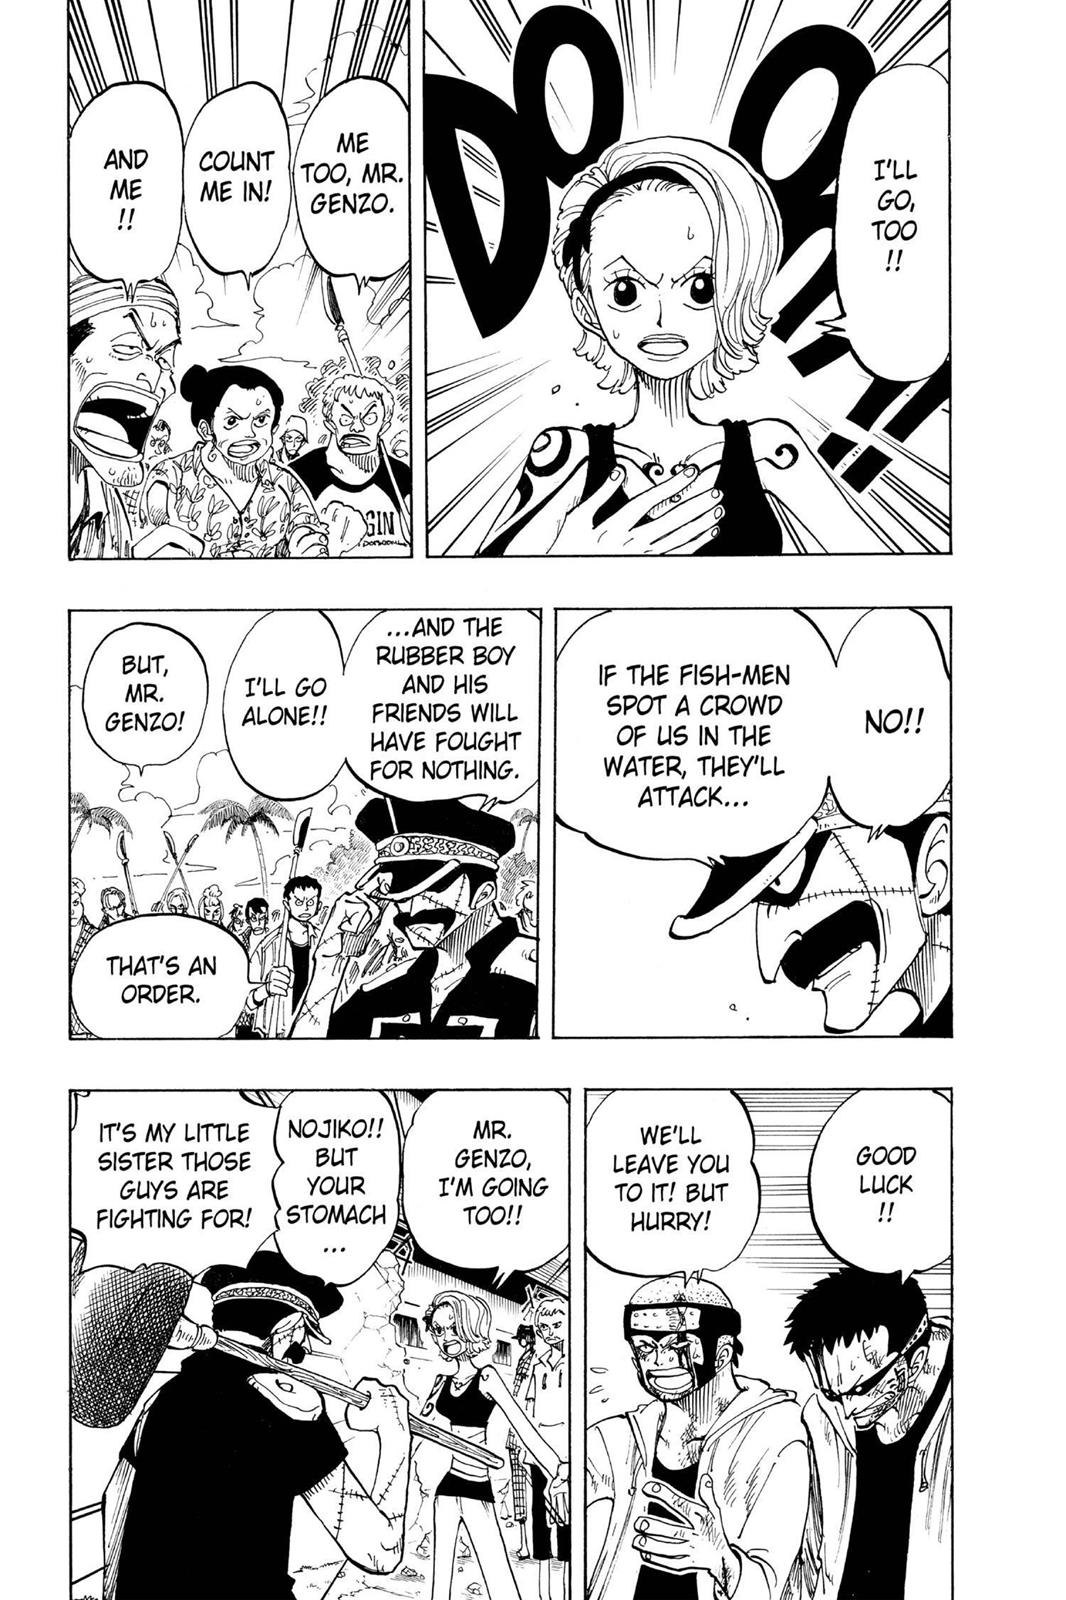 I'LL
GO,
TOO
!!
DOOM!!
ME
TOO, MR.
GENZO.
COUNT
ME IN!
AND
ME
!!
GIN
NO!!
IF THE FISH-MEN
SPOT A CROWD
OF US IN THE
WATER, THEY'LL
ATTACK...
...AND THE
RUBBER BOY
AND HIS
FRIENDS WILL
HAVE FOUGHT
FOR NOTHING.
I'LL GO
ALONE!!
BUT,
MR.
GENZO!
THAT'S AN
ORDER.
GOOD
LUCK
!!
WE'LL
LEAVE YOU
TO IT! BUT
HURRY!
MR.
GENZO,
I'M GOING
TOO!!
NOJIKO!!
BUT
YOUR
STOMACH
...
IT'S MY LITTLE
SISTER THOSE
GUYS ARE
FIGHTING FOR!